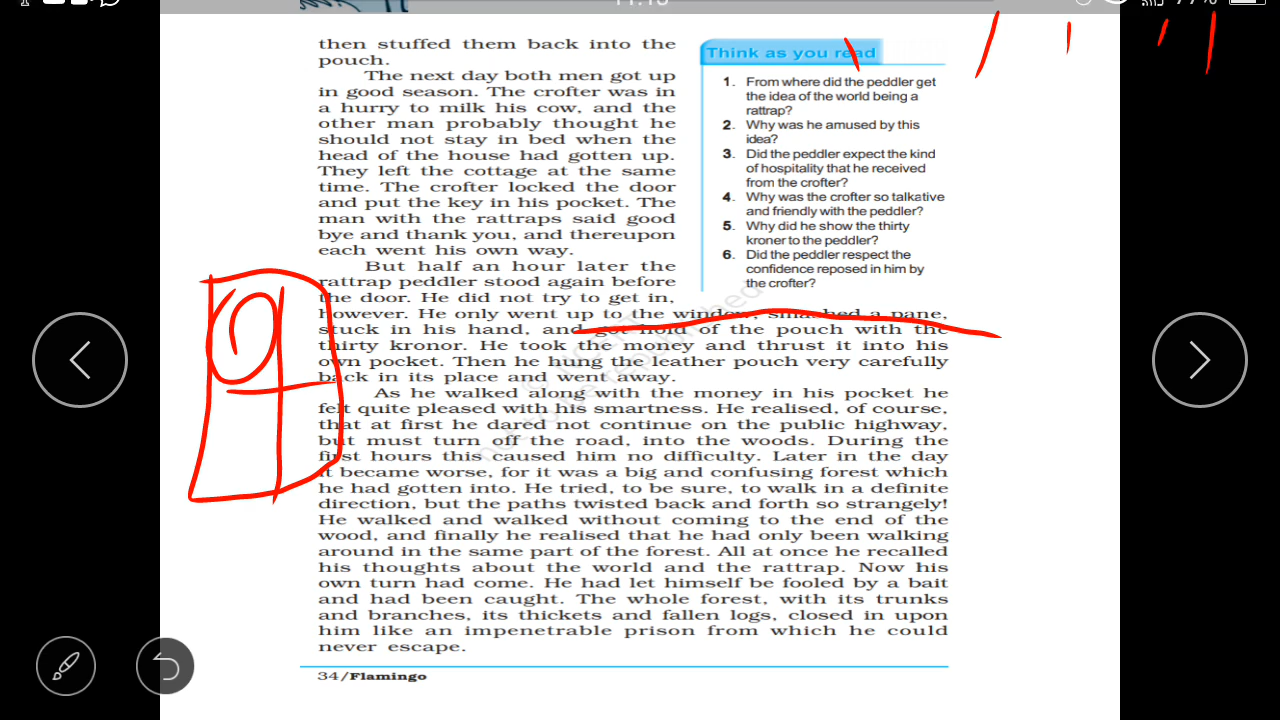 then stuffed them back into the
pouch.
The next day both men got up
in good season. The crofter was in
a hurry to milk his cow, and the
other man probably thought he
should not stay in bed when the
head of the house had gotten up.
They left the cottage at the same
time. The crofter locked the door
and put the key in his pocket. The
man with the rattraps said good
bye and thank you, and thereupon
each went his own way.
But half an hour later the
rattrap peddler stood again before
the door. He did not try to get in,
however. He only went up to the window, smashed a pane,
stuck in his hand, and got hold of the pouch with the
thirty kronor. He took the money and thrust it into his
own pocket. Then he hung the leather pouch very carefully
back in its place and went away.
As he walked along with the money in his pocket he
felt quite pleased with his smartness. He realised, of course,
that at first he dared not continue on the public highway,
but must turn off the road, into the woods. During the
first hours this caused him no difficulty. Later in the day
it became worse, for it was a big and confusing forest which
he had gotten into. He tried, to be sure, to walk in a definite
direction, but the paths twisted back and forth so strangely!
He walked and walked without coming to the end of the
wood, and finally he realised that he had only been walking
around in the same part of the forest. All at once he recalled
his thoughts about the world and the rattrap. Now his
own turn had come. He had let himself be fooled by a bait
and had been caught. The whole forest, with its trunks
and branches, its thickets and fallen logs, closed in upon
him like an impenetrable prison from which he could
never escape.
Think as you read
1. From where did the peddler get
the idea of the world being a
rattrap?
2. Why was he amused by this
idea?
3. Did the peddler expect the kind
of hospitality that he received
from the crofter?
4. Why was the crofter so talkative
and friendly with the peddler?
5. Why did he show the thirty
kroner to the peddler?
6. Did the peddler respect the
confidence reposed in him by
the crofter?
34/Flamingo